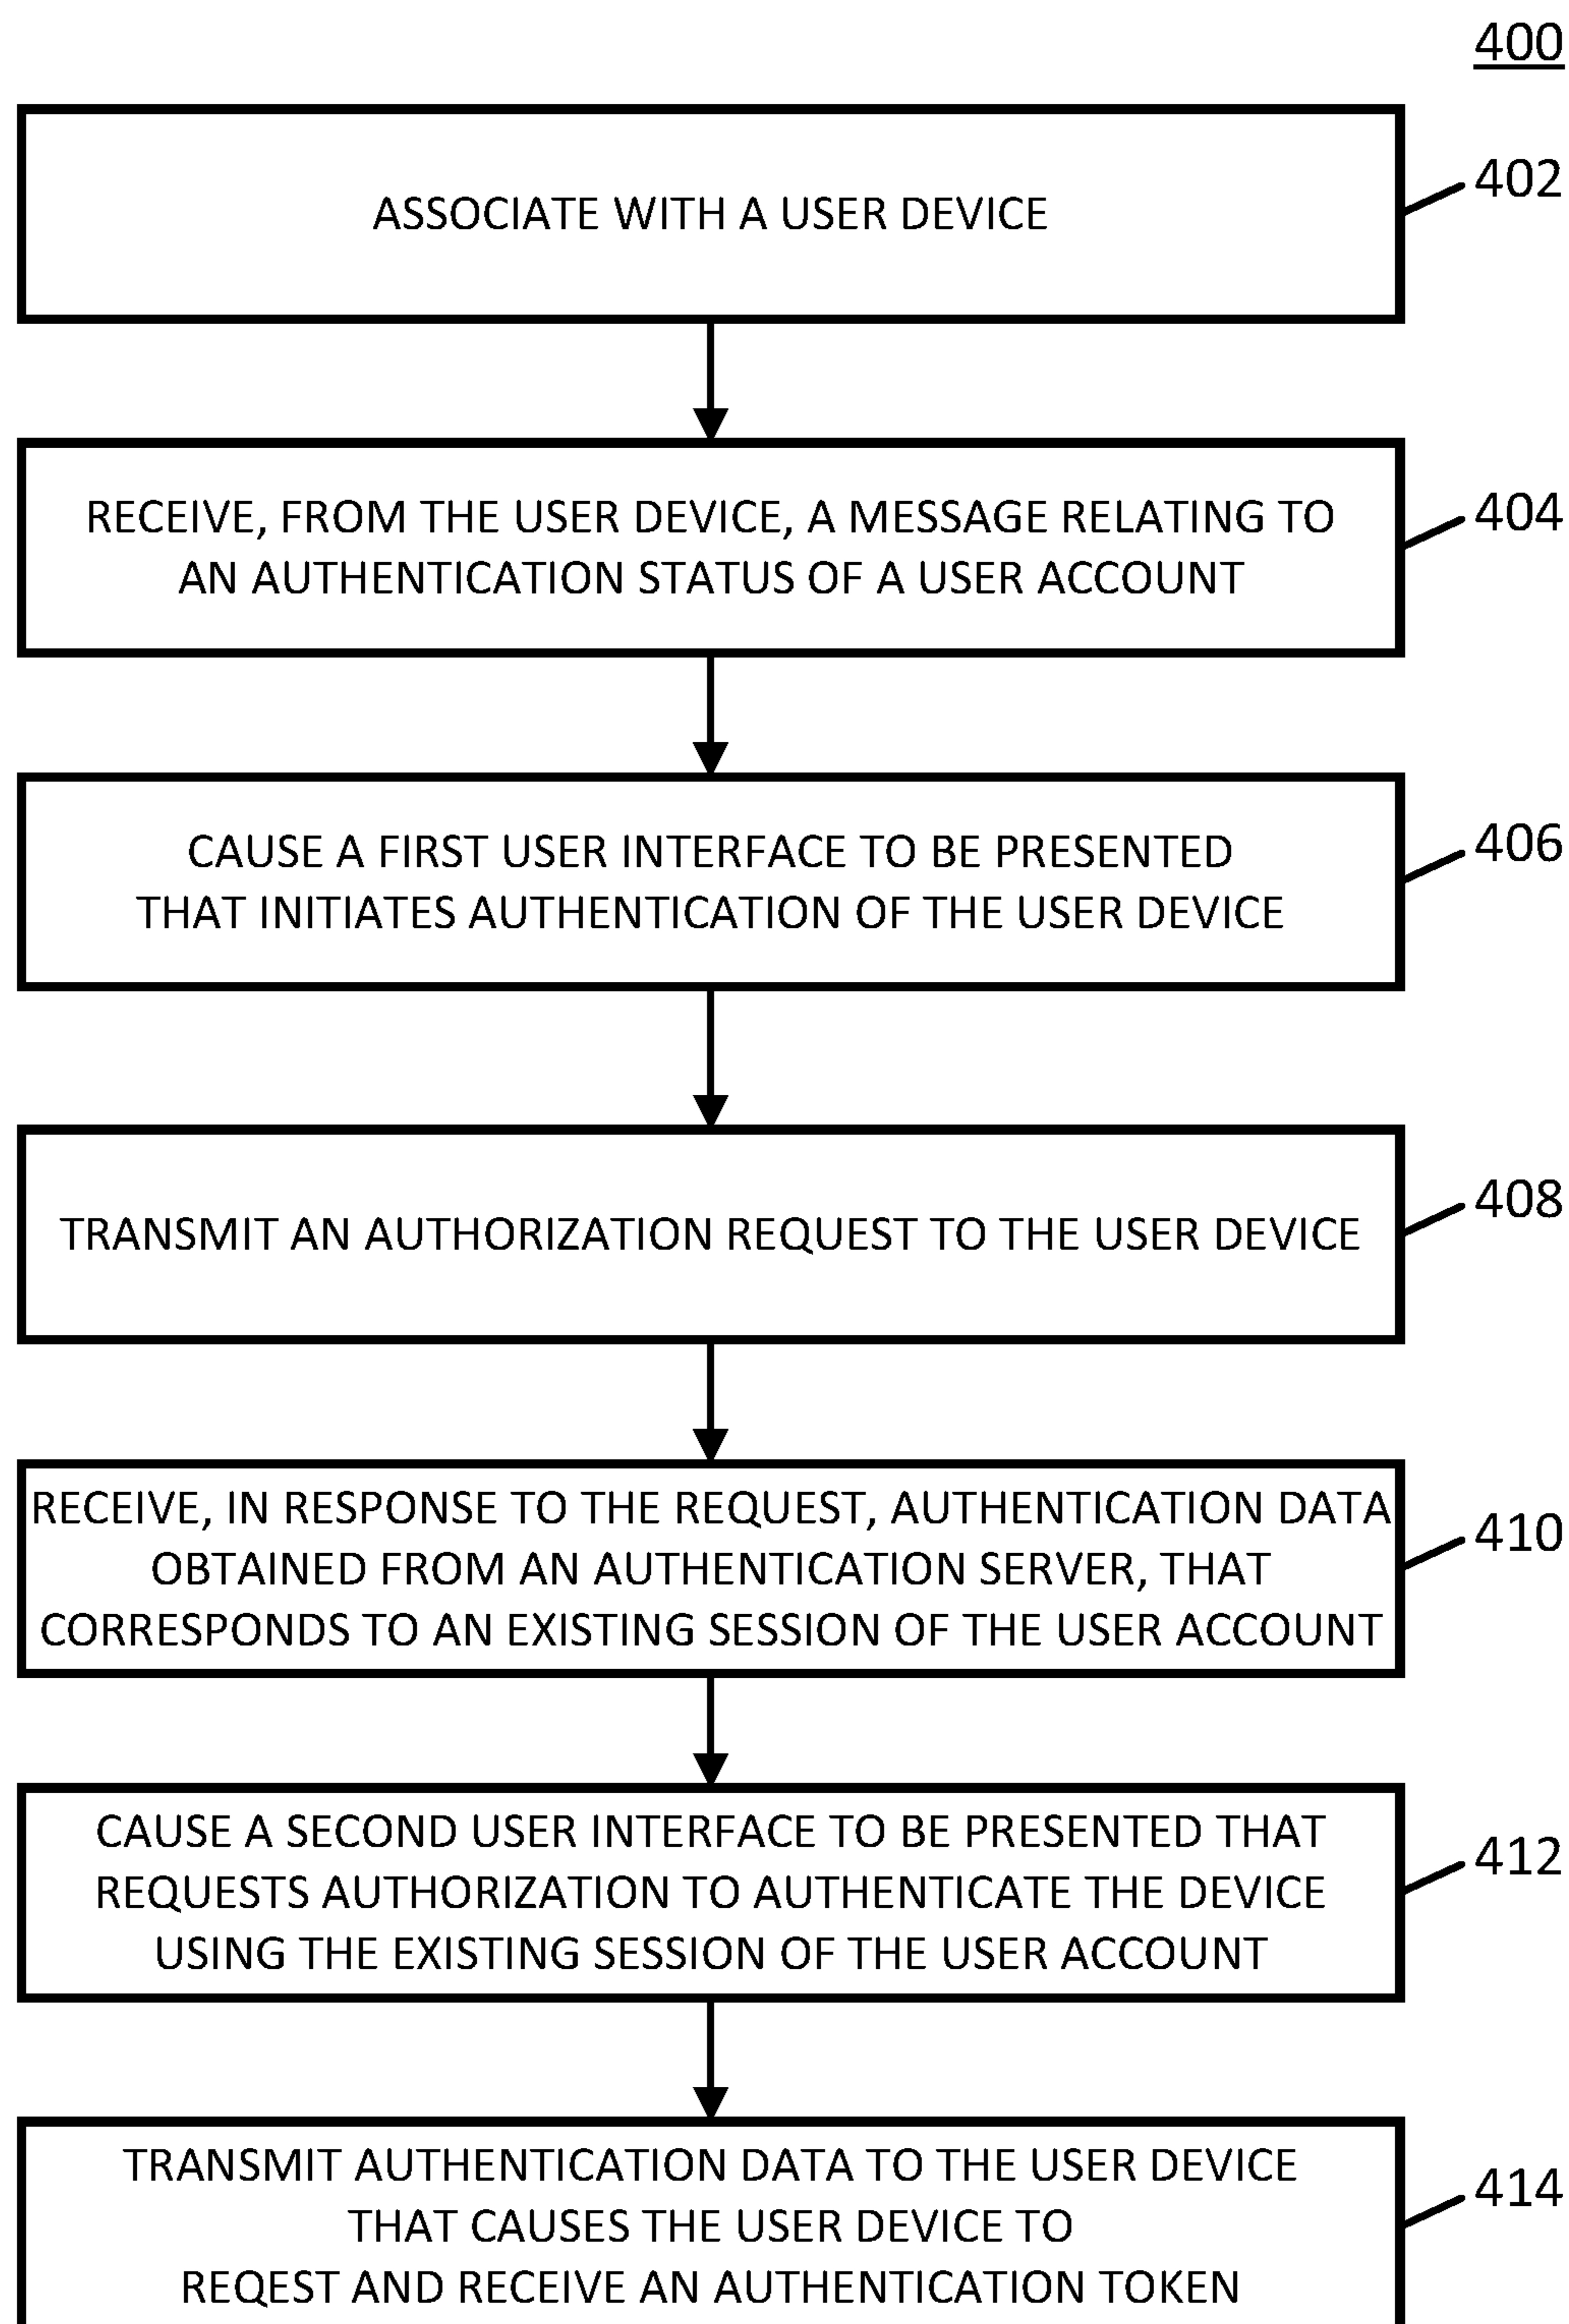 400
ASSOCIATE WITH A USER DEVICE
402
RECEIVE, FROM THE USER DEVICE, A MESSAGE RELATING TO
AN AUTHENTICATION STATUS OF A USER ACCOUNT
404
CAUSE A FIRST USER INTERFACE TO BE PRESENTED
THAT INITIATES AUTHENTICATION OF THE USER DEVICE
406
TRANSMIT AN AUTHORIZATION REQUEST TO THE USER DEVICE
408
RECEIVE, IN RESPONSE TO THE REQUEST, AUTHENTICATION DATA
OBTAINED FROM AN AUTHENTICATION SERVER, THAT
CORRESPONDS TO AN EXISTING SESSION OF THE USER ACCOUNT
410
CAUSE A SECOND USER INTERFACE TO BE PRESENTED THAT
REQUESTS AUTHORIZATION TO AUTHENTICATE THE DEVICE
USING THE EXISTING SESSION OF THE USER ACCOUNT
412
TRANSMIT AUTHENTICATION DATA TO THE USER DEVICE
THAT CAUSES THE USER DEVICE TO
REQEST AND RECEIVE AN AUTHENTICATION TOKEN
414